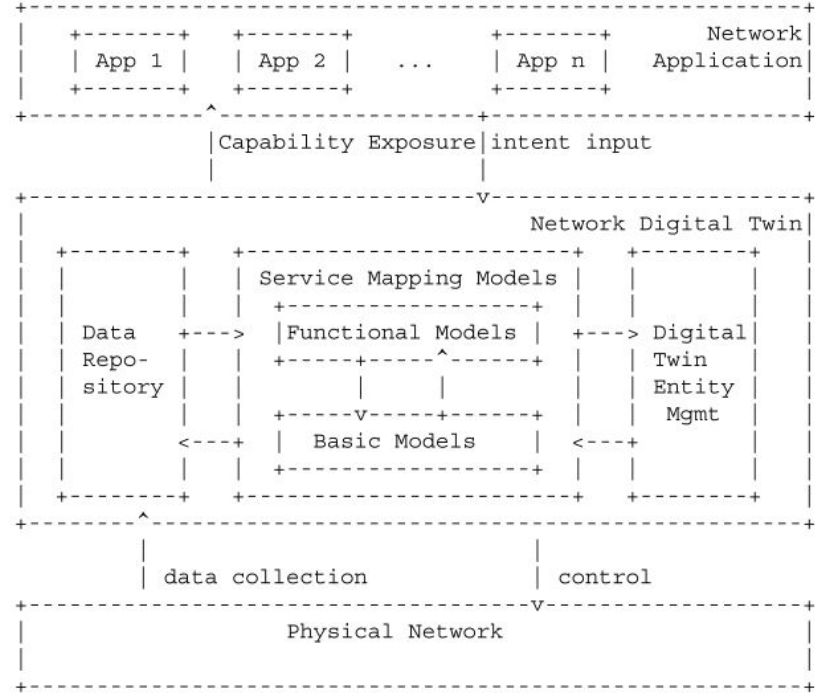 Network
App 1 App 2 ... App n Application
Capability Exposure intent input
Network Digital Twin
Service Mapping Models
Data Functional Models Digital
Repo- Twin
sitory Entity
Mgmt
Basic Models
data collection control
Physical Network